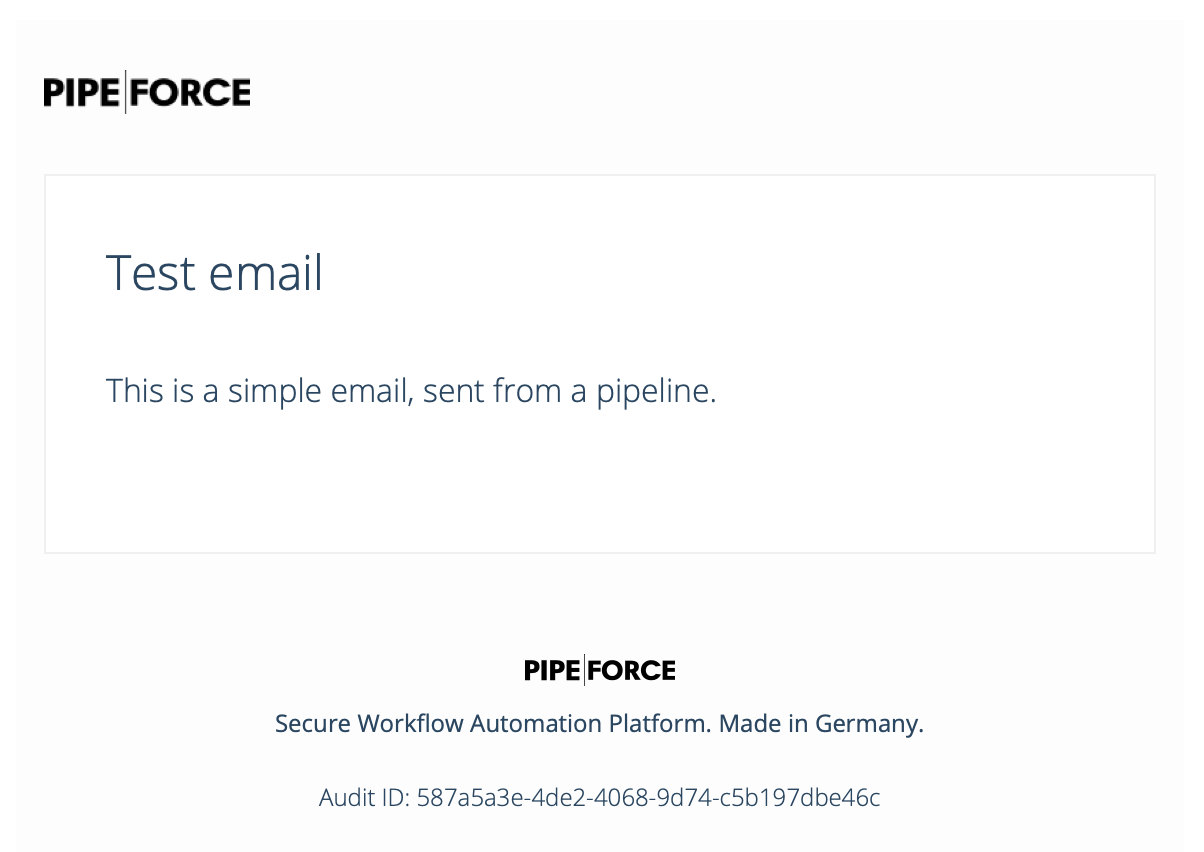 PIPE|FORCE
Test email
This is a simple email, sent from a pipeline.
PIPE|FORCE
Secure Workflow Automation Platform. Made in Germany.
Audit ID: 587a5a3e-4de2-4068-9d74-c5b197dbe46c